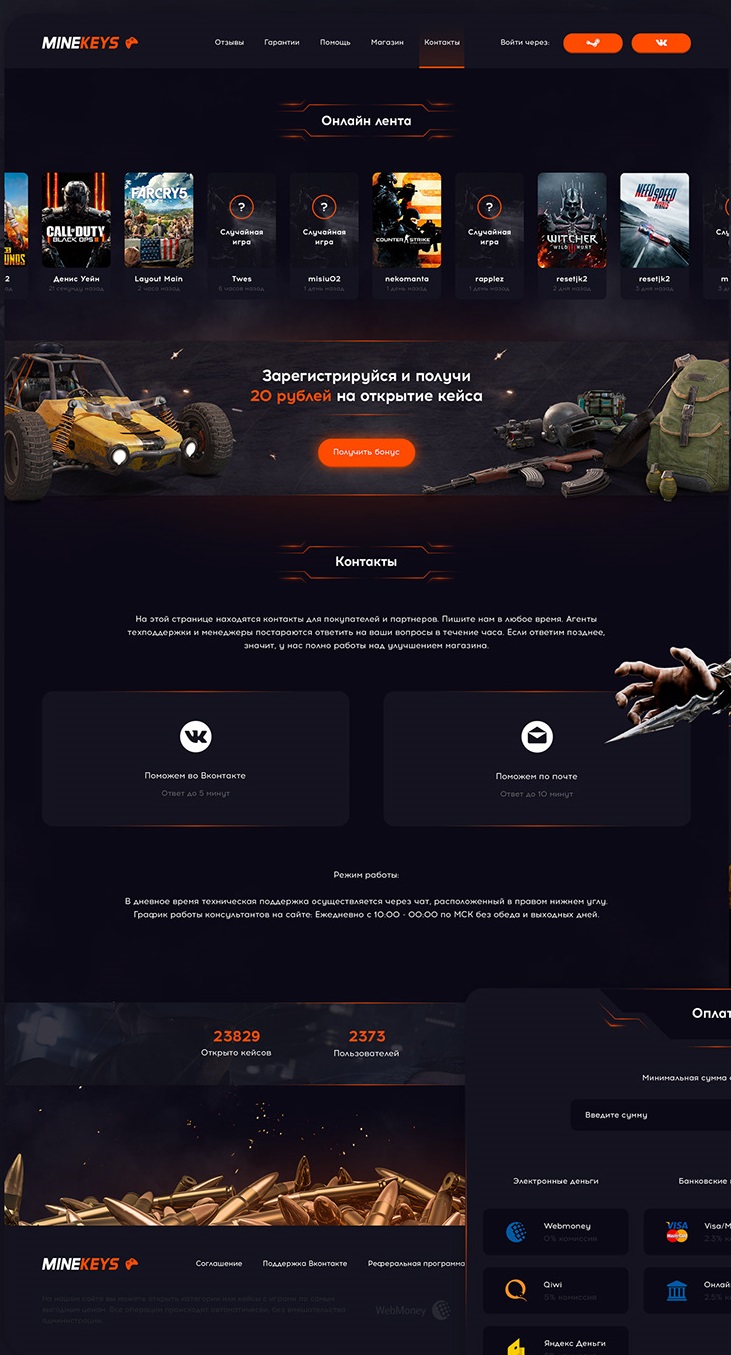 MINEKEYS
Отзывы Гарантии Помощь Магазин Контакты Войти через:
Онлайн лента
CALL OF DUTY
BLACK OPS III
FARCRY5
?
Случайная
игра
?
Случайная
игра
COUNTER STRIKE
?
Случайная
игра
WITCHER
WILD HUNT
NEED FOR SPEED
RIVALS
2 Денис Уейн Layout Main Twes misiuO2 nekomanta rapplez resetjk2 resetjk2 m
21 секунду назад 2 часа назад 6 часов назад 1 день назад 1 день назад 1 день назад 2 дня назад 3 дня назад
Зарегистрируйся и получи
20 рублей на открытие кейса
Получить бонус
Контакты
На этой странице находятся контакты для покупателей и партнеров. Пишите нам в любое время. Агенты
техподдержки и менеджеры постараются ответить на ваши вопросы в течение часа. Если ответим позднее,
значит, у нас полно работы над улучшением магазина.
Поможем во Вконтакте
Ответ до 5 минут
Поможем по почте
Ответ до 10 минут
Режим работы:
В дневное время техническая поддержка осуществляется через чат, расположенный в правом нижнем углу.
График работы консультантов на сайте: Ежедневно с 10:00 - 00:00 по МСК без обеда и выходных дней.
23829
Открыто кейсов
2373
Пользователей
Оплат
Минимальная сумма
Введите сумму
Электронные деньги
Банковские
Webmoney
0% комиссия
VISA
MasterCard
Visa/M
2.3%
Qiwi
5% комиссия
Онлай
2.5%
Яндекс Деньги
MINEKEYS
Соглашение Поддержка Вконтакте Реферальная программа
WebMoney